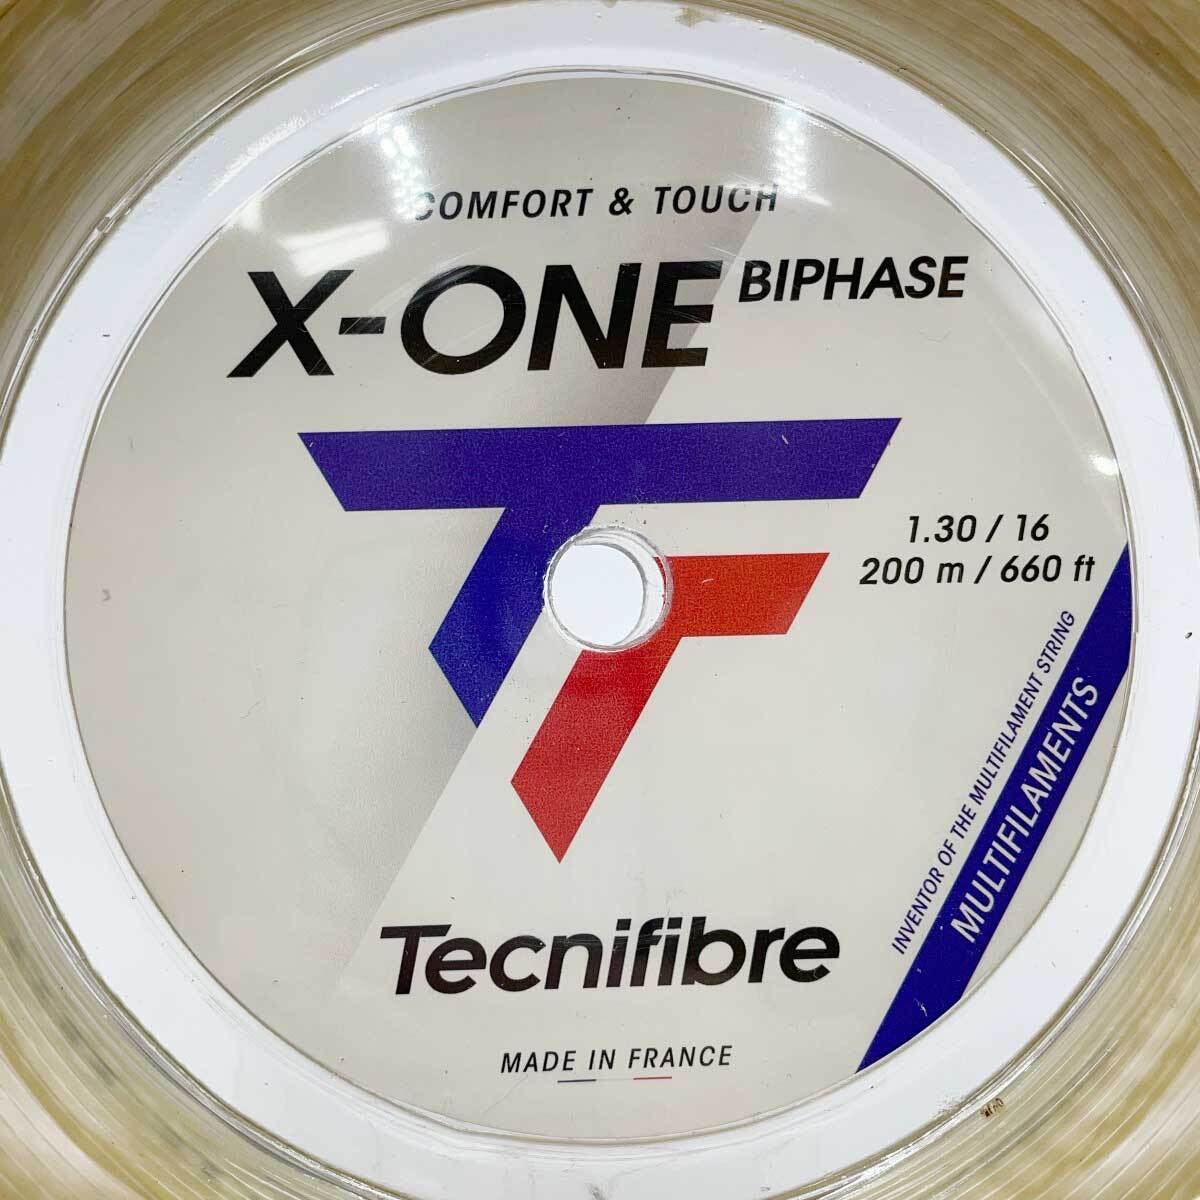 COMFORT & TOUCH
X-ONE BIPHASE
1.30 / 16
200 m / 660 ft
INVENTOR OF THE MULTIFILAMENT STRING
MULTIFILAMENTS
Tecnifibre
MADE IN FRANCE